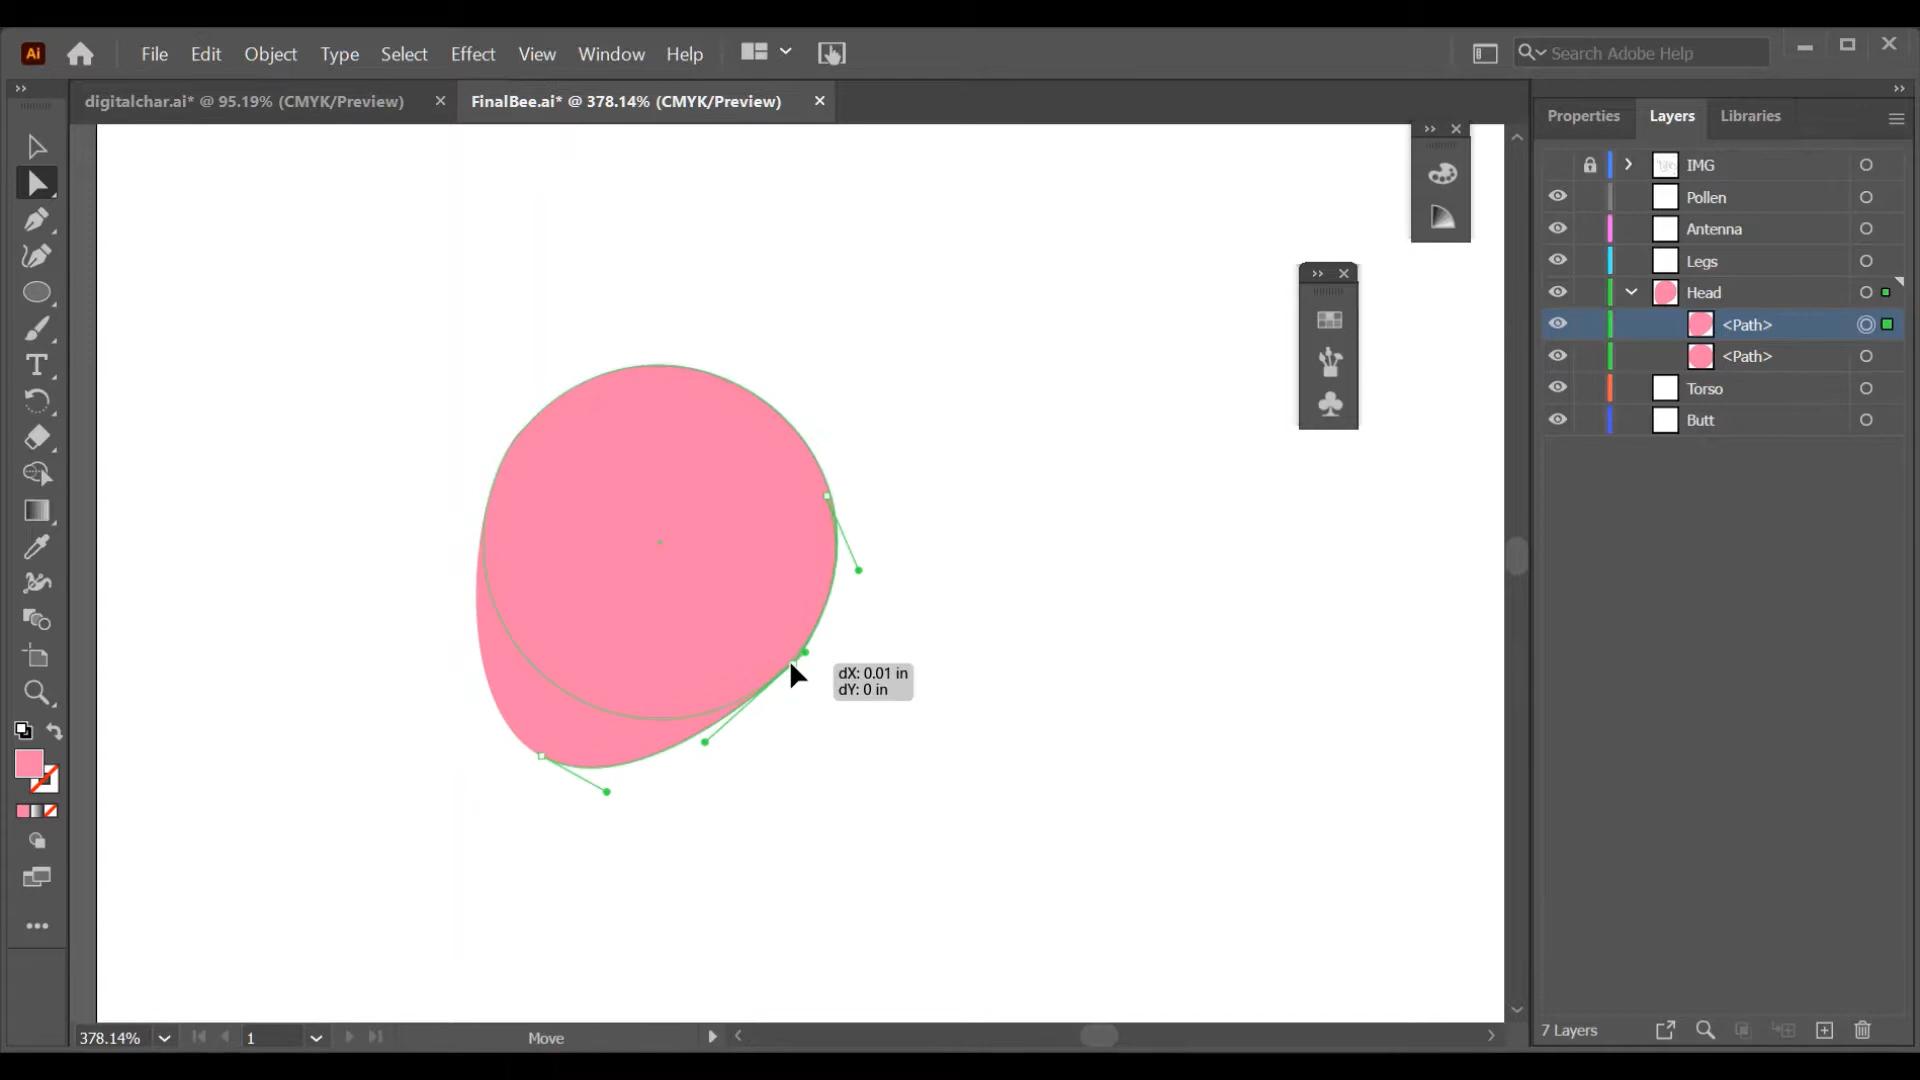 Ai File Edit Object Type Select Effect View Window Help Search Adobe Help
digitalchar.ai* @ 95.19% (CMYK/Preview) FinalBee.ai* @ 378.14% (CMYK/Preview)
Properties Layers Libraries
IMG
Pollen
Antenna
Legs
Head
<Path>
<Path>
Torso
Butt
T
dX: 0.01 in
dY: 0 in
378.14% 1 Move
7 Layers